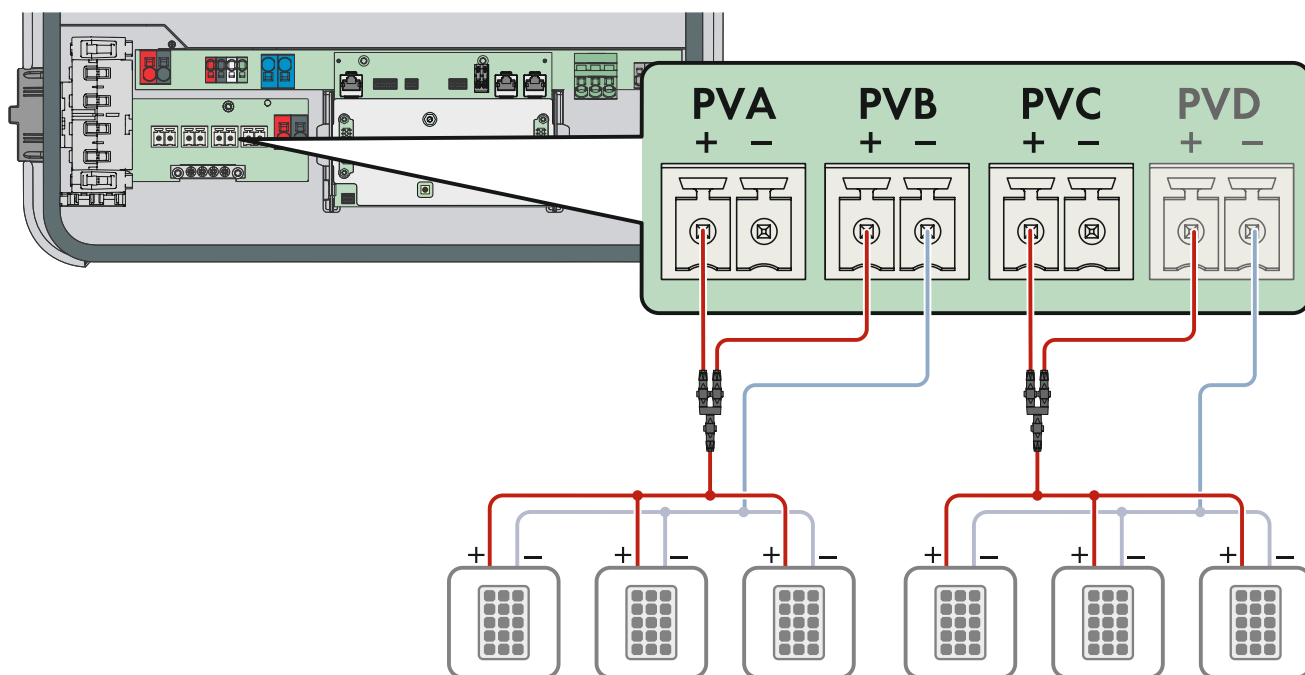 PVA PVB PVC PVD
+ − + − + − + −
+ − + − + − + − + − + −